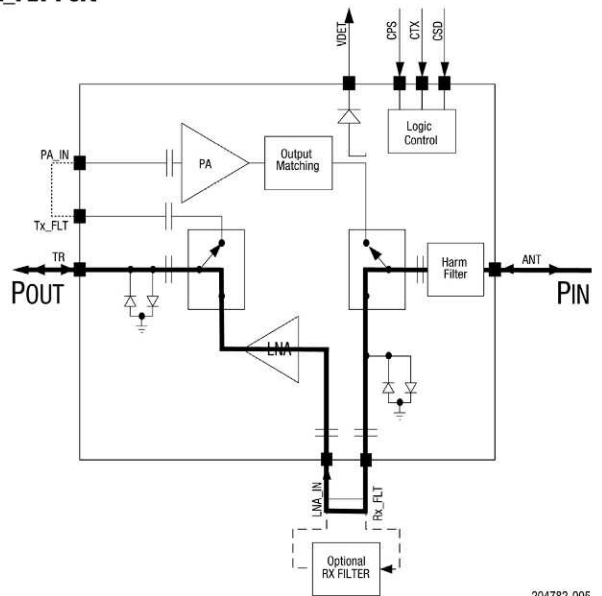 VDET
CPS
CTX
CSD
Logic
Control
PA_IN
PA
Output
Matching
Tx_FLT
TR
POUT
LNA
Harm
Filter
ANT
PIN
LNA_IN
Rx_FLT
Optional
RX FILTER